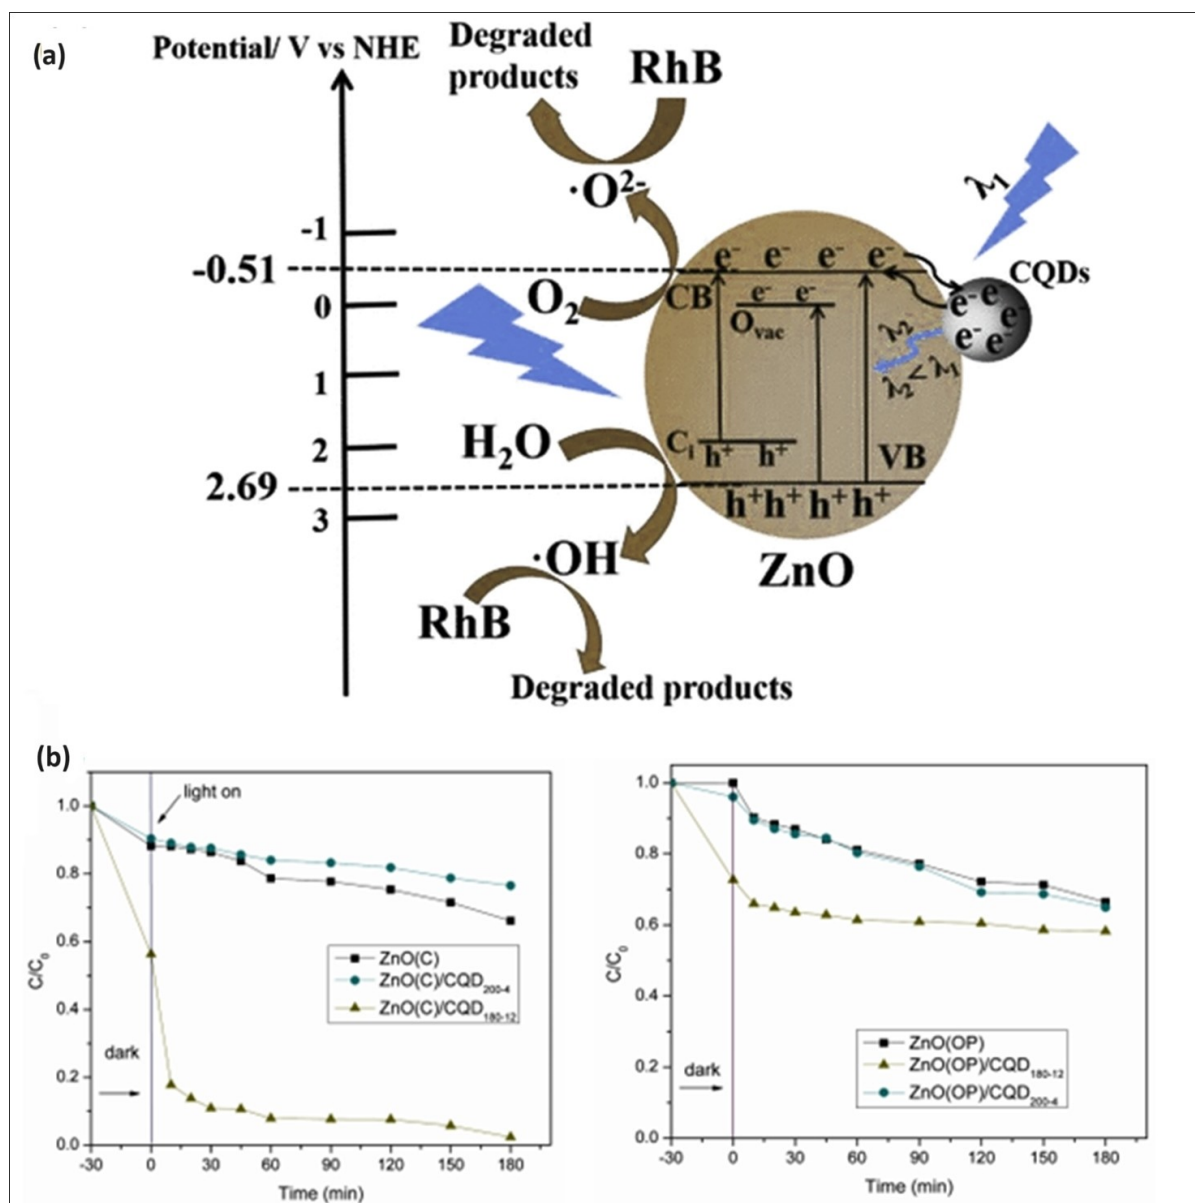 (a)
Potential/ V vs NHE
Degraded
products
RhB
·O²⁻
-1
-0.51
0
1
2
2.69
3
O₂
H₂O
·OH
RhB
Degraded products
λ₁
CQDs
e⁻ e⁻ e⁻ e⁻
CB
e⁻ e⁻
Oᵥₐc
e⁻ e⁻ e⁻ e⁻ e⁻
λ₂
λ₂ < λ₁
Cᵢ
h⁺ h⁺
VB
h⁺ h⁺ h⁺ h⁺
ZnO
(b)
light on
1.0
0.8
0.6
0.4
0.2
0.0
C/C₀
ZnO(C)
ZnO(C)/CQD₂₀₀₋₄
ZnO(C)/CQD₁₈₀₋₁₂
dark
-30 0 30 60 90 120 150 180
Time (min)
1.0
0.8
0.6
0.4
0.2
0.0
C/C₀
ZnO(OP)
ZnO(OP)/CQD₁₈₀₋₁₂
ZnO(OP)/CQD₂₀₀₋₄
dark
-30 0 30 60 90 120 150 180
Time (min)